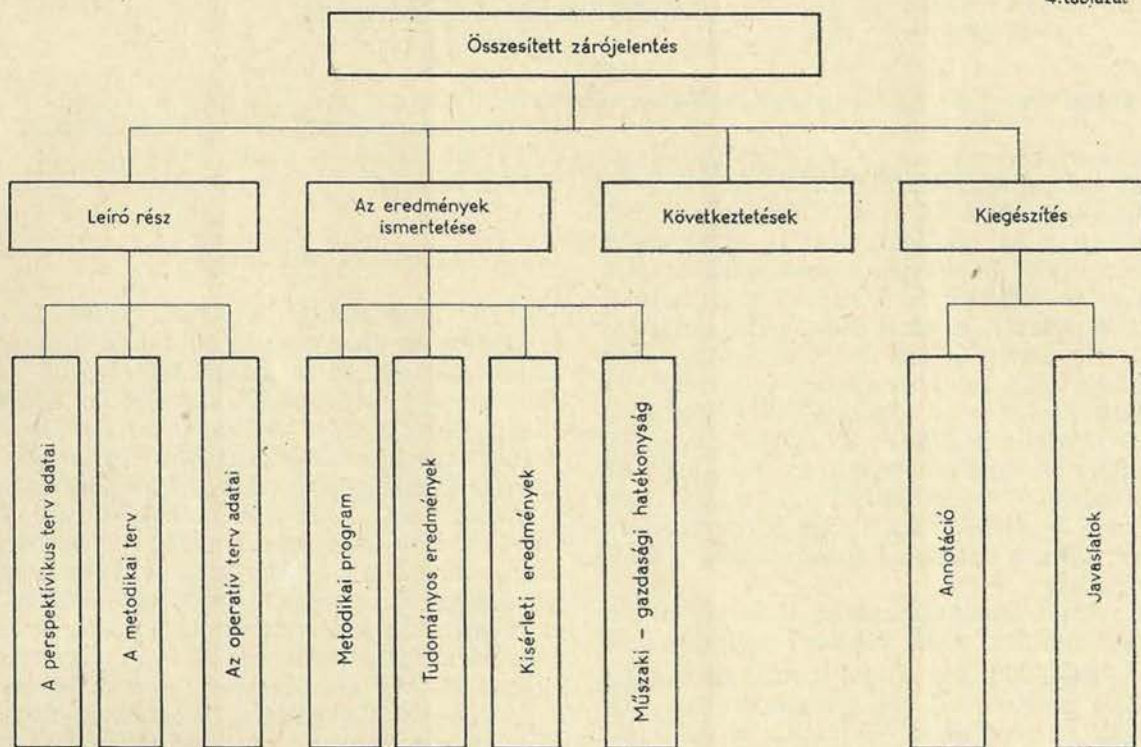 4. táblázat
Összesített zárójelentés
Leíró rész
Az eredmények
ismertetése
Következtetések
Kiegészítés
A perspektívikus terv adatai
A metodikai terv
Az operatív terv adatai
Metodikai program
Tudományos eredmények
Kisérleti eredmények
Műszaki – gazdasági hatékonyság
Annotáció
Javaslatok